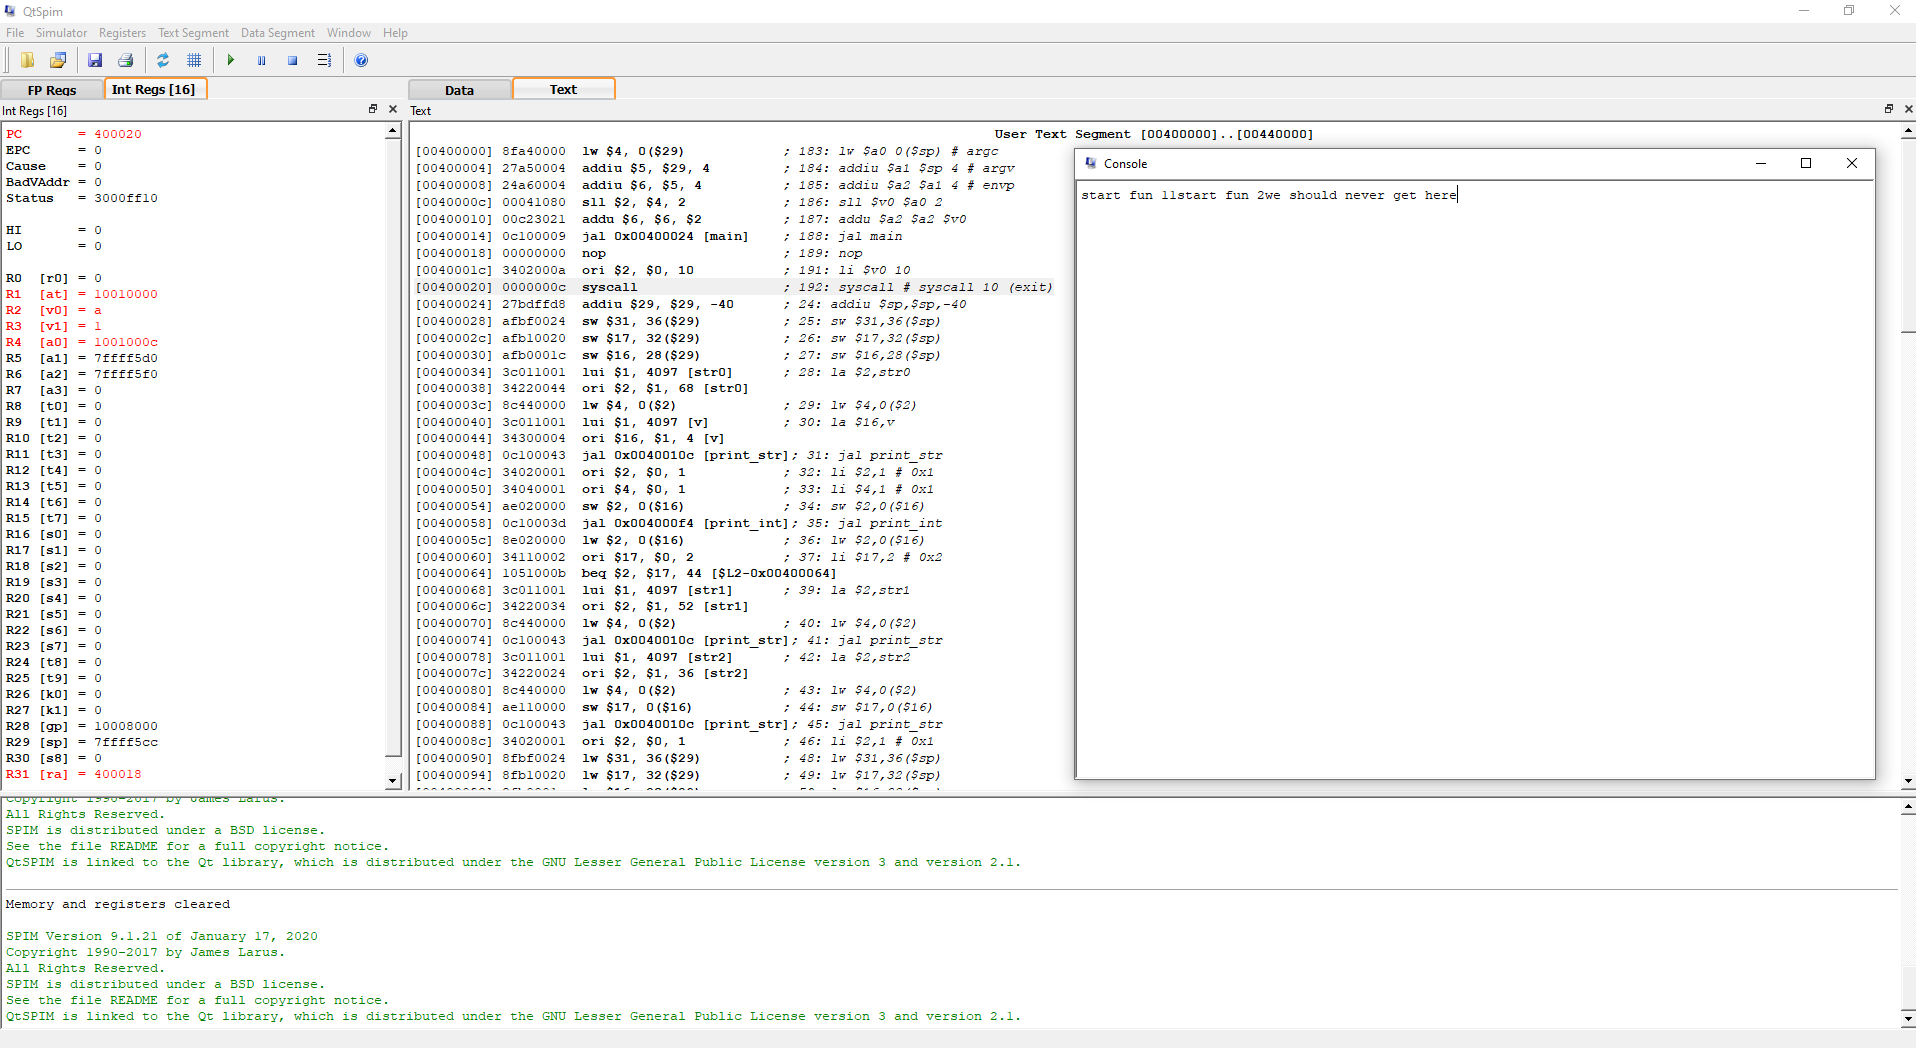 QtSpim
File Simulator Registers Text Segment Data Segment Window Help
FP Regs Int Regs [16] Data Text
Int Regs [16]
PC = 400020
EPC = 0
Cause = 0
BadVAddr = 0
Status = 3000ff10
HI = 0
LO = 0
R0 [r0] = 0
R1 [at] = 10010000
R2 [v0] = a
R3 [v1] = 1
R4 [a0] = 1001000c
R5 [a1] = 7ffff5d0
R6 [a2] = 7ffff5f0
R7 [a3] = 0
R8 [t0] = 0
R9 [t1] = 0
R10 [t2] = 0
R11 [t3] = 0
R12 [t4] = 0
R13 [t5] = 0
R14 [t6] = 0
R15 [t7] = 0
R16 [s0] = 0
R17 [s1] = 0
R18 [s2] = 0
R19 [s3] = 0
R20 [s4] = 0
R21 [s5] = 0
R22 [s6] = 0
R23 [s7] = 0
R24 [t8] = 0
R25 [t9] = 0
R26 [k0] = 0
R27 [k1] = 0
R28 [gp] = 10008000
R29 [sp] = 7ffff5cc
R30 [s8] = 0
R31 [ra] = 400018
Text
User Text Segment [00400000]..[00440000]
[00400000] 8fa40000 lw $4, 0($29) ; 183: lw $a0 0($sp) # argc
[00400004] 27a50004 addiu $5, $29, 4 ; 184: addiu $a1 $sp 4 # argv
[00400008] 24a60004 addiu $6, $5, 4 ; 185: addiu $a2 $a1 4 # envp
[0040000c] 00041080 sll $2, $4, 2 ; 186: sll $v0 $a0 2
[00400010] 00c23021 addu $6, $6, $2 ; 187: addu $a2 $a2 $v0
[00400014] 0c100009 jal 0x00400024 [main] ; 188: jal main
[00400018] 00000000 nop ; 189: nop
[0040001c] 3402000a ori $2, $0, 10 ; 191: li $v0 10
[00400020] 0000000c syscall ; 192: syscall # syscall 10 (exit)
[00400024] 27bdffd8 addiu $29, $29, -40 ; 24: addiu $sp,$sp,-40
[00400028] afbf0024 sw $31, 36($29) ; 25: sw $31,36($sp)
[0040002c] afb10020 sw $17, 32($29) ; 26: sw $17,32($sp)
[00400030] afb0001c sw $16, 28($29) ; 27: sw $16,28($sp)
[00400034] 3c011001 lui $1, 4097 [str0] ; 28: la $2,str0
[00400038] 34220044 ori $2, $1, 68 [str0]
[0040003c] 8c440000 lw $4, 0($2) ; 29: lw $4,0($2)
[00400040] 3c011001 lui $1, 4097 [v] ; 30: la $16,v
[00400044] 34300004 ori $16, $1, 4 [v]
[00400048] 0c100043 jal 0x0040010c [print_str]; 31: jal print_str
[0040004c] 34020001 ori $2, $0, 1 ; 32: li $2,1 # 0x1
[00400050] 34040001 ori $4, $0, 1 ; 33: li $4,1 # 0x1
[00400054] ae020000 sw $2, 0($16) ; 34: sw $2,0($16)
[00400058] 0c10003d jal 0x004000f4 [print_int]; 35: jal print_int
[0040005c] 8e020000 lw $2, 0($16) ; 36: lw $2,0($16)
[00400060] 34110002 ori $17, $0, 2 ; 37: li $17,2 # 0x2
[00400064] 1051000b beq $2, $17, 44 [$L2-0x00400064]
[00400068] 3c011001 lui $1, 4097 [str1] ; 39: la $2,str1
[0040006c] 34220034 ori $2, $1, 52 [str1]
[00400070] 8c440000 lw $4, 0($2) ; 40: lw $4,0($2)
[00400074] 0c100043 jal 0x0040010c [print_str]; 41: jal print_str
[00400078] 3c011001 lui $1, 4097 [str2] ; 42: la $2,str2
[0040007c] 34220024 ori $2, $1, 36 [str2]
[00400080] 8c440000 lw $4, 0($2) ; 43: lw $4,0($2)
[00400084] ae110000 sw $17, 0($16) ; 44: sw $17,0($16)
[00400088] 0c100043 jal 0x0040010c [print_str]; 45: jal print_str
[0040008c] 34020001 ori $2, $0, 1 ; 46: li $2,1 # 0x1
[00400090] 8fbf0024 lw $31, 36($29) ; 48: lw $31,36($sp)
[00400094] 8fb10020 lw $17, 32($29) ; 49: lw $17,32($sp)
Console
start fun 11start fun 2we should never get here
Copyright 1990-2017 by James Larus.
All Rights Reserved.
SPIM is distributed under a BSD license.
See the file README for a full copyright notice.
QtSPIM is linked to the Qt library, which is distributed under the GNU Lesser General Public License version 3 and version 2.1.
Memory and registers cleared
SPIM Version 9.1.21 of January 17, 2020
Copyright 1990-2017 by James Larus.
All Rights Reserved.
SPIM is distributed under a BSD license.
See the file README for a full copyright notice.
QtSPIM is linked to the Qt library, which is distributed under the GNU Lesser General Public License version 3 and version 2.1.